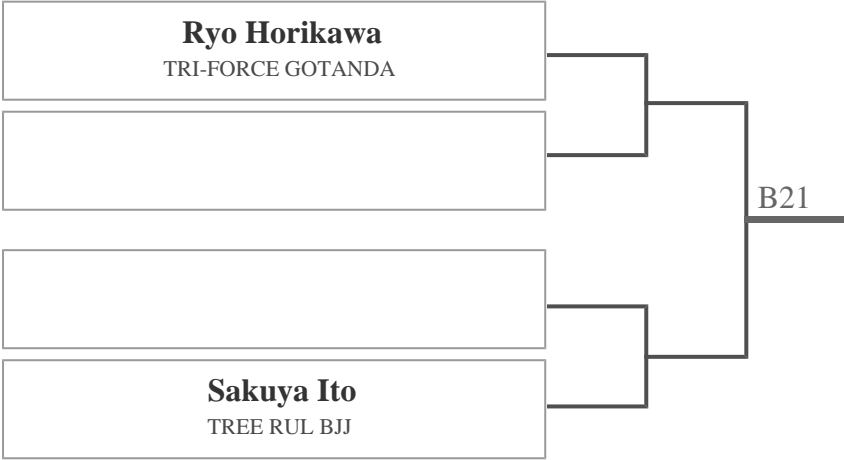 Ryo Horikawa
TRI-FORCE GOTANDA
B21
Sakuya Ito
TREE RUL BJJ